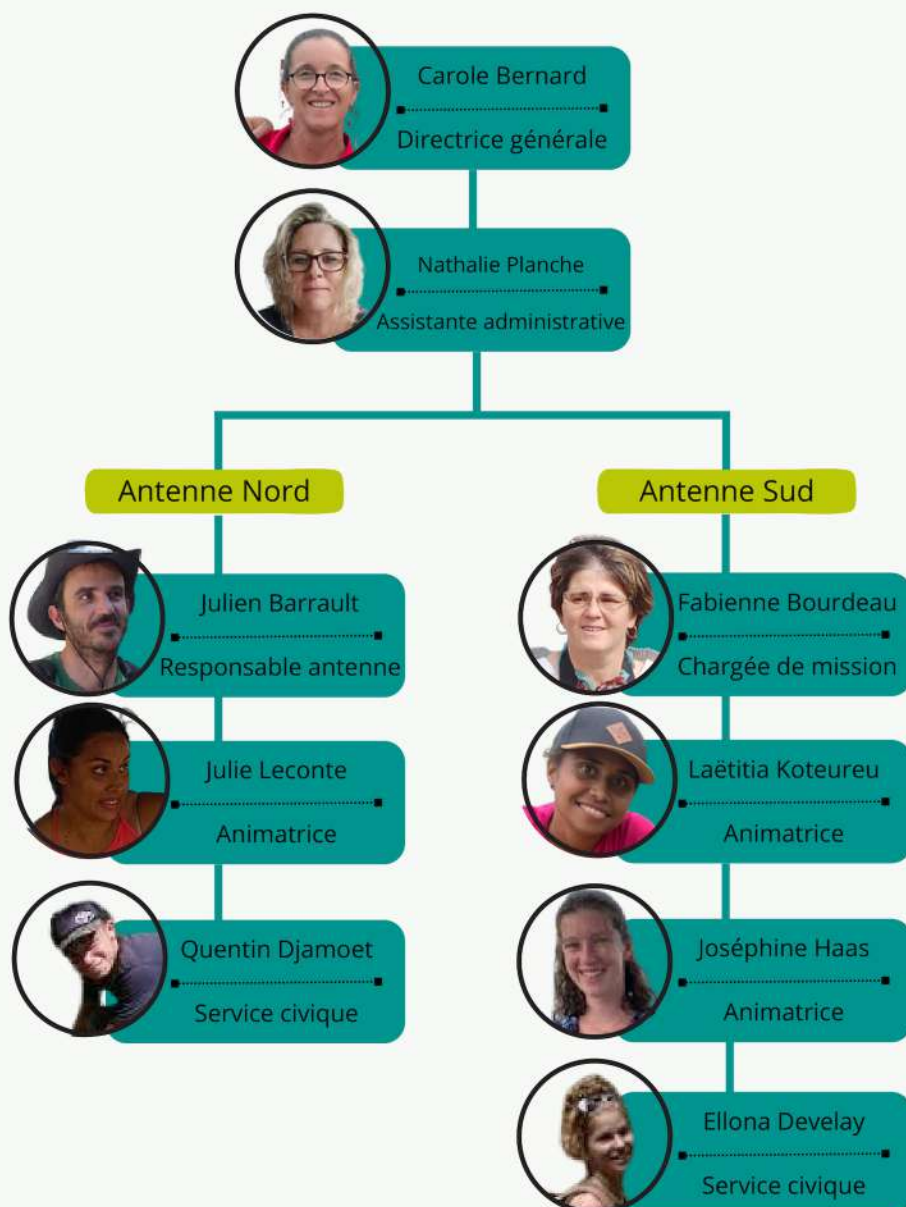 Carole Bernard
Directrice générale
Nathalie Planche
Assistante administrative
Antenne Nord
Julien Barrault
Responsable antenne
Julie Leconte
Animatrice
Quentin Djamoet
Service civique
Antenne Sud
Fabienne Bourdeau
Chargée de mission
Laëtitia Koteureu
Animatrice
Joséphine Haas
Animatrice
Ellona Develay
Service civique